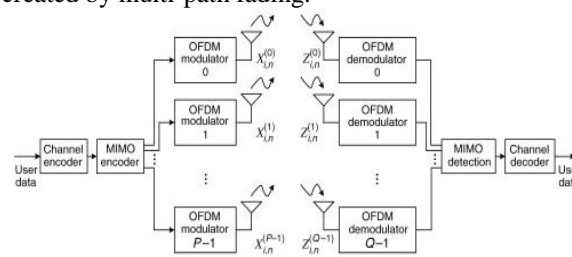 created by multi-path fading.
OFDM
modulator
0
X_{i,n}^{(0)}
Z_{i,n}^{(0)}
OFDM
demodulator
0
OFDM
modulator
1
X_{i,n}^{(1)}
Z_{i,n}^{(1)}
OFDM
demodulator
1
User
data
Channel
encoder
MIMO
encoder
MIMO
detection
Channel
decoder
User
data
OFDM
modulator
P−1
X_{i,n}^{(P−1)}
Z_{i,n}^{(Q−1)}
OFDM
demodulator
Q−1